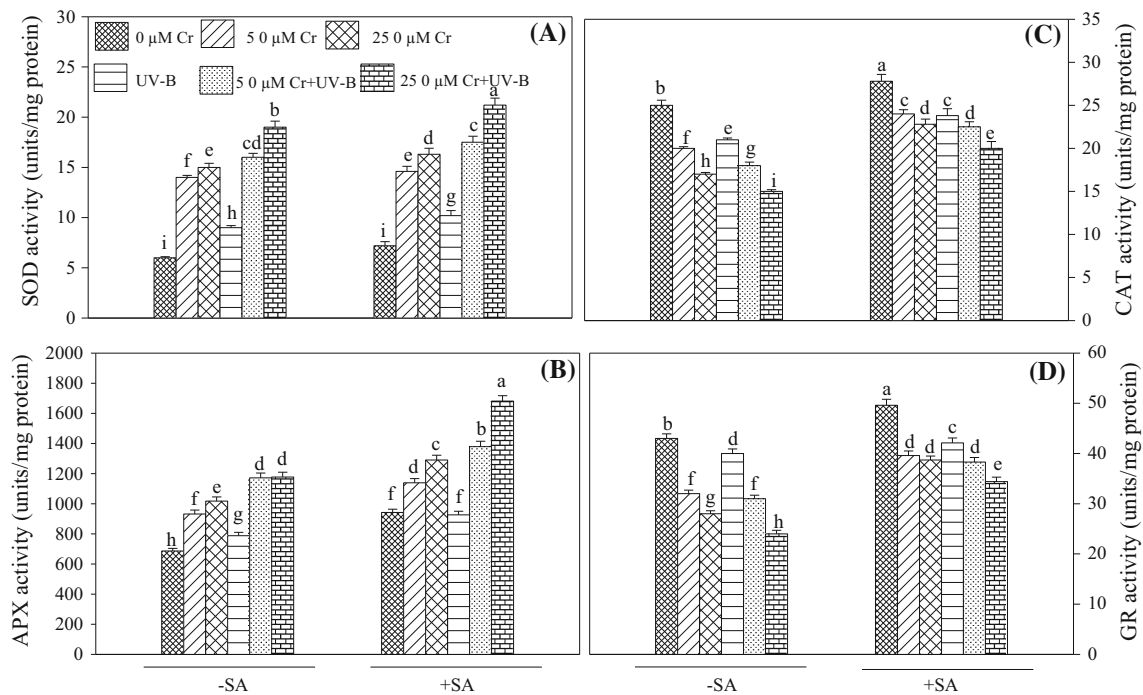 SOD activity (units/mg protein)
30
25
20
15
10
5
0
(A)
0 µM Cr
5 0 µM Cr
25 0 µM Cr
UV-B
5 0 µM Cr+UV-B
25 0 µM Cr+UV-B
i f e h cd b
i e d g c a
(C)
b f h e g i
a c d c d e
35
30
25
20
15
10
5
0
CAT activity (units/mg protein)
APX activity (units/mg protein)
2000
1800
1600
1400
1200
1000
800
600
400
200
0
(B)
h f e g d d
f d c f b a
-SA
+SA
(D)
b f g d f h
a d d c d e
60
50
40
30
20
10
0
GR activity (units/mg protein)
-SA
+SA